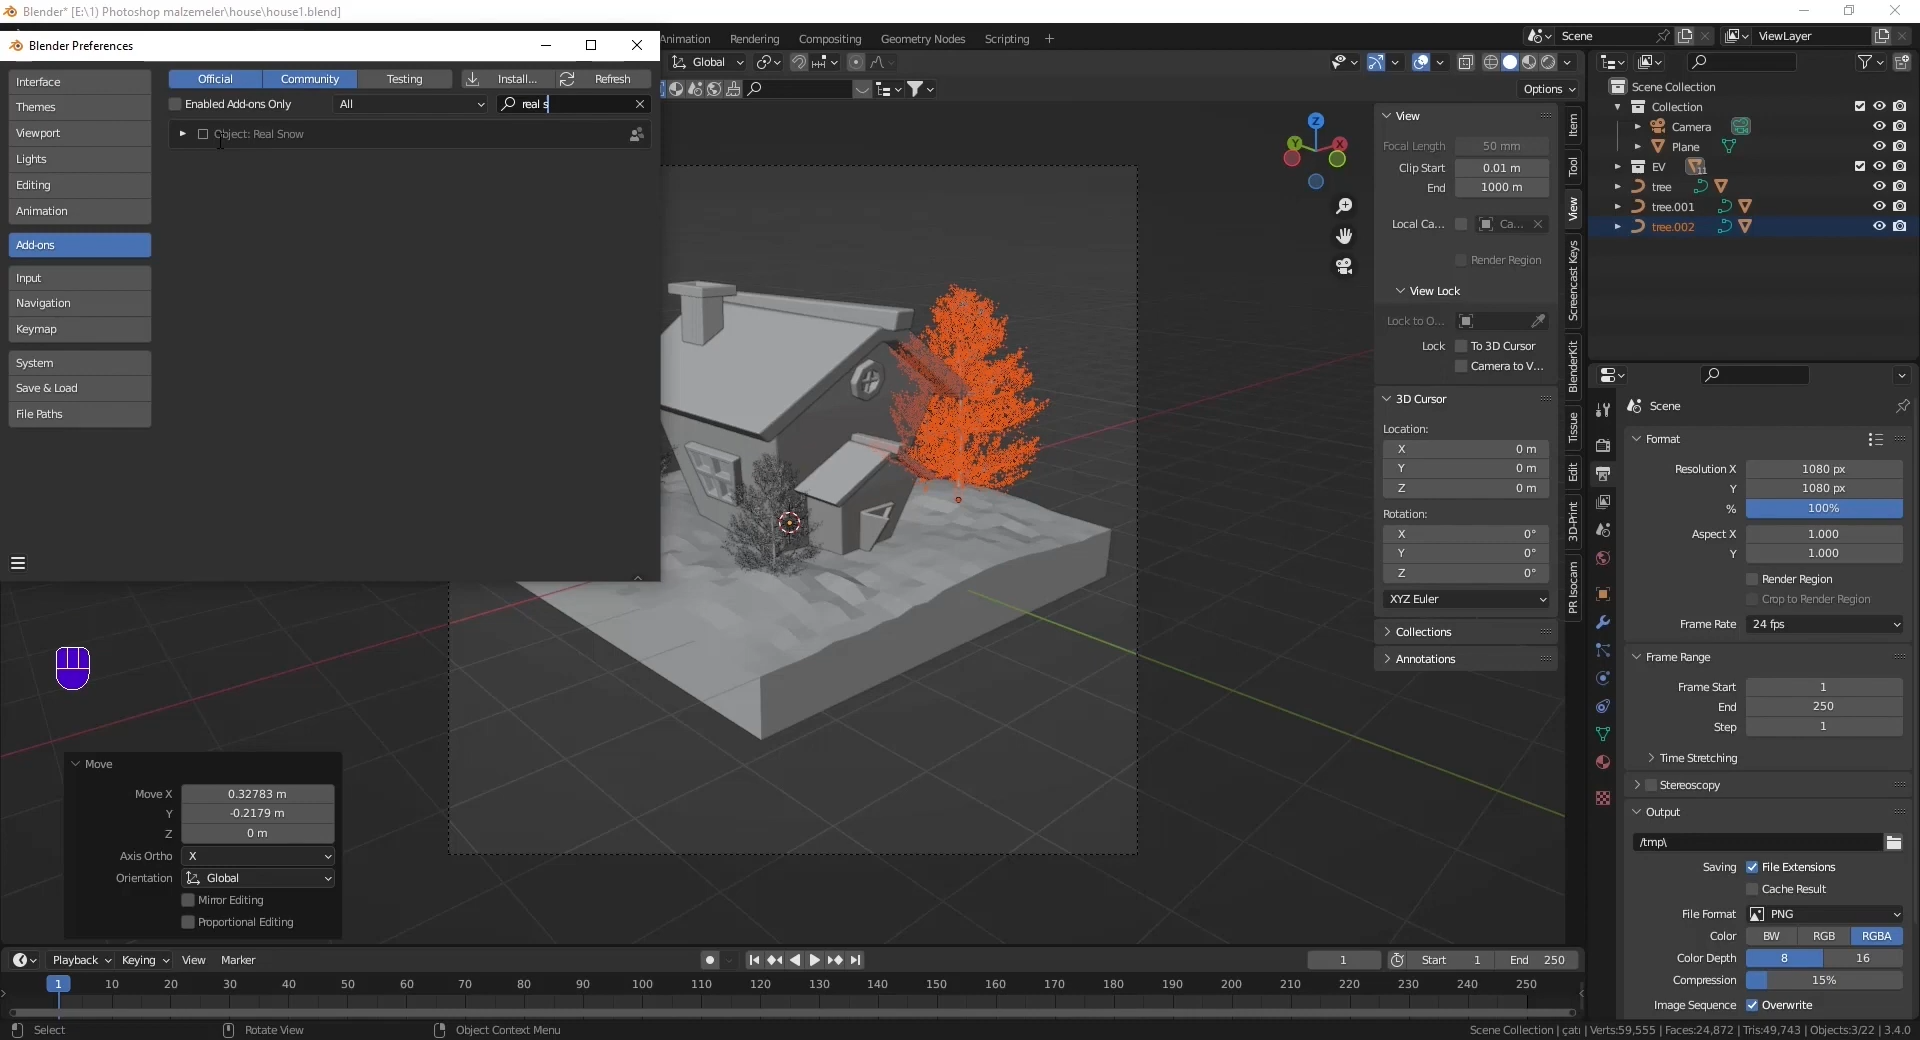 Blender* [E:\1) Photoshop malzemeler\house\house1.blend]
Blender Preferences
Animation Rendering Compositing Geometry Nodes Scripting +
Scene ViewLayer
Interface
Themes
Viewport
Lights
Editing
Animation
Add-ons
Input
Navigation
Keymap
System
Save & Load
File Paths
Official Community Testing Install... Refresh
Enabled Add-ons Only All real s
Object: Real Snow
Global
Options
View
Focal Length 50 mm
Clip Start 0.01 m
End 1000 m
Local Ca... Ca...
Render Region
View Lock
Lock to O...
Lock To 3D Cursor
Camera to V...
3D Cursor
Location:
X 0 m
Y 0 m
Z 0 m
Rotation:
X 0°
Y 0°
Z 0°
XYZ Euler
Collections
Annotations
Item
Tool
View
Screencast Keys
BlenderKit
Tissue
Edit
3D-Print
PR Isocam
Z
Y
X
Scene Collection
Collection
Camera
Plane
EV 11
tree
tree.001
tree.002
Scene
Format
Resolution X 1080 px
Y 1080 px
% 100%
Aspect X 1.000
Y 1.000
Render Region
Crop to Render Region
Frame Rate 24 fps
Frame Range
Frame Start 1
End 250
Step 1
Time Stretching
Stereoscopy
Output
/tmp\
Saving File Extensions
Cache Result
File Format PNG
Color BW RGB RGBA
Color Depth 8 16
Compression 15%
Image Sequence Overwrite
Move
Move X 0.32783 m
Y -0.2179 m
Z 0 m
Axis Ortho X
Orientation Global
Mirror Editing
Proportional Editing
Playback Keying View Marker 1 Start 1 End 250
1 10 20 30 40 50 60 70 80 90 100 110 120 130 140 150 160 170 180 190 200 210 220 230 240 250
Select Rotate View Object Context Menu Scene Collection | çatı | Verts:59,555 | Faces:24,872 | Tris:49,743 | Objects:3/22 | 3.4.0